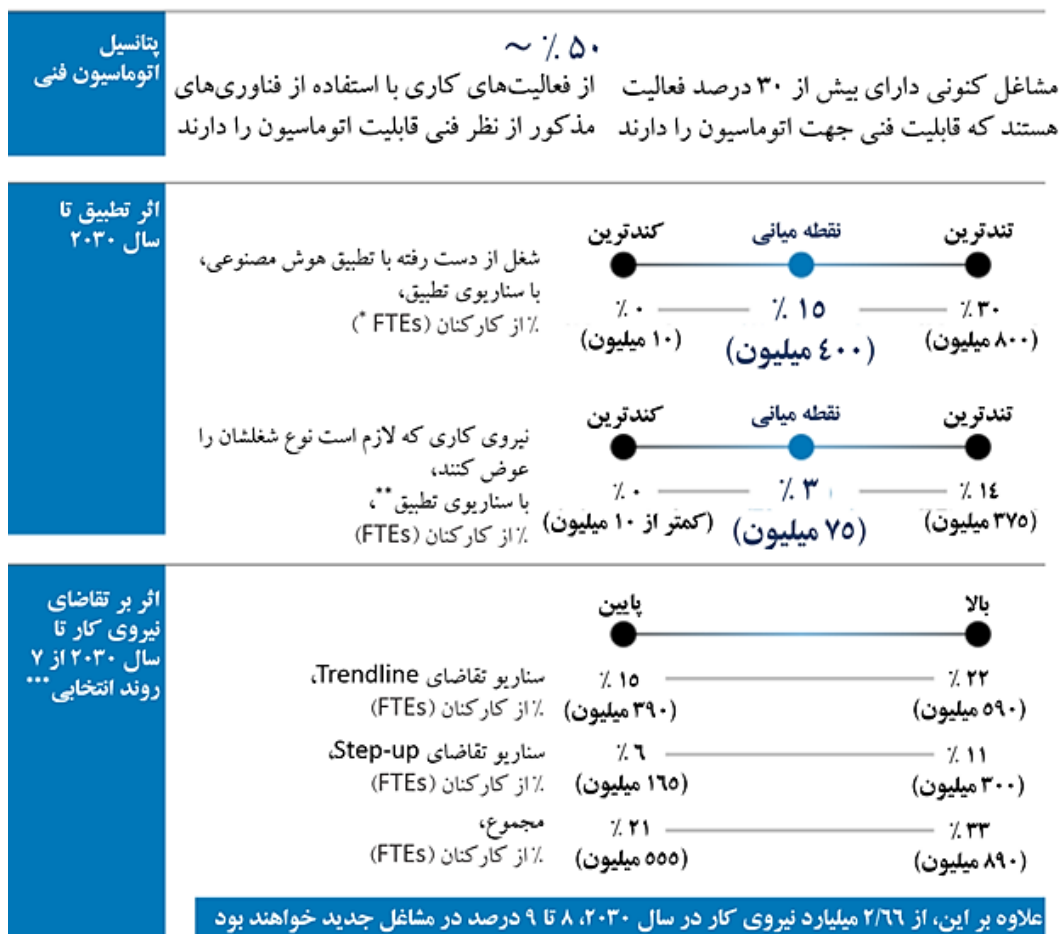 پتانسیل
اتوماسیون فنی
~ ٪ ۵۰
مشاغل کنونی دارای بیش از ۳۰ درصد فعالیت
هستند که قابلیت فنی جهت اتوماسیون را دارند
از فعالیت‌های کاری با استفاده از فناوری‌های
مذکور از نظر فنی قابلیت اتوماسیون را دارند
اثر تطبیق تا
سال ۲۰۳۰
تندترین نقطه میانی کندترین
شغل از دست رفته با تطبیق هوش مصنوعی،
با سناریوی تطبیق،
٪ از کارکنان (FTEs *)
٪ ۳۰ ٪ ۱۵ ٪ ۰
(۸۰۰ میلیون) (٤۰۰ میلیون) (۱۰ میلیون)
تندترین نقطه میانی کندترین
نیروی کاری که لازم است نوع شغلشان را
عوض کنند،
با سناریوی تطبیق**،
٪ از کارکنان (FTEs)
٪ ۱٤ ٪ ۳ ٪ ۰
(۳۷۵ میلیون) (۷۵ میلیون) (کمتر از ۱۰ میلیون)
اثر بر تقاضای
نیروی کار تا
سال ۲۰۳۰ از ۷
روند انتخابی***
بالا پایین
سناریو تقاضای Trendline،
٪ از کارکنان (FTEs)
٪ ۲۲ ٪ ۱۵
(۵۹۰ میلیون) (۳۹۰ میلیون)
سناریو تقاضای Step-up،
٪ از کارکنان (FTEs)
٪ ۱۱ ٪ ٦
(۳۰۰ میلیون) (۱٦۵ میلیون)
مجموع،
٪ از کارکنان (FTEs)
٪ ۳۳ ٪ ۲۱
(۸۹۰ میلیون) (۵۵۵ میلیون)
علاوه بر این، از ۲/٦٦ میلیارد نیروی کار در سال ۲۰۳۰، ۸ تا ۹ درصد در مشاغل جدید خواهند بود